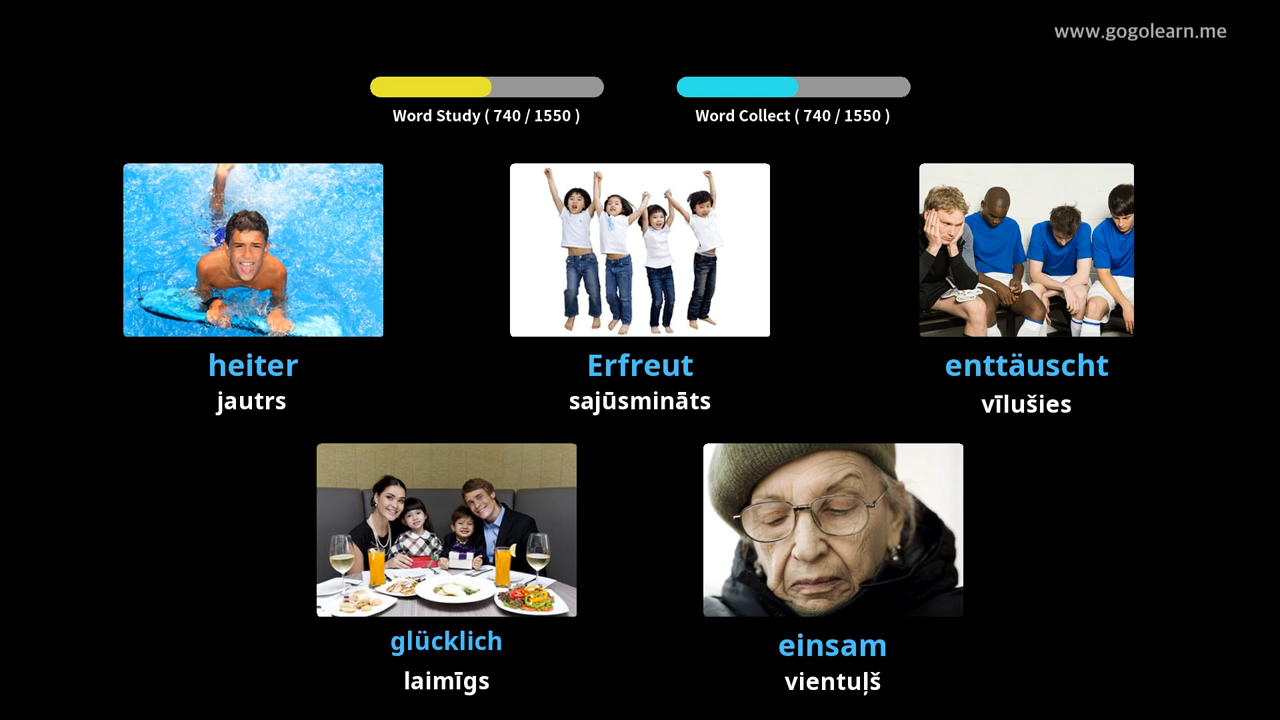 www.gogolearn.me
Word Study ( 740 / 1550 )
Word Collect ( 740 / 1550 )
heiter
jautrs
Erfreut
sajūsmināts
enttäuscht
vīlušies
glücklich
laimīgs
einsam
vientuļš